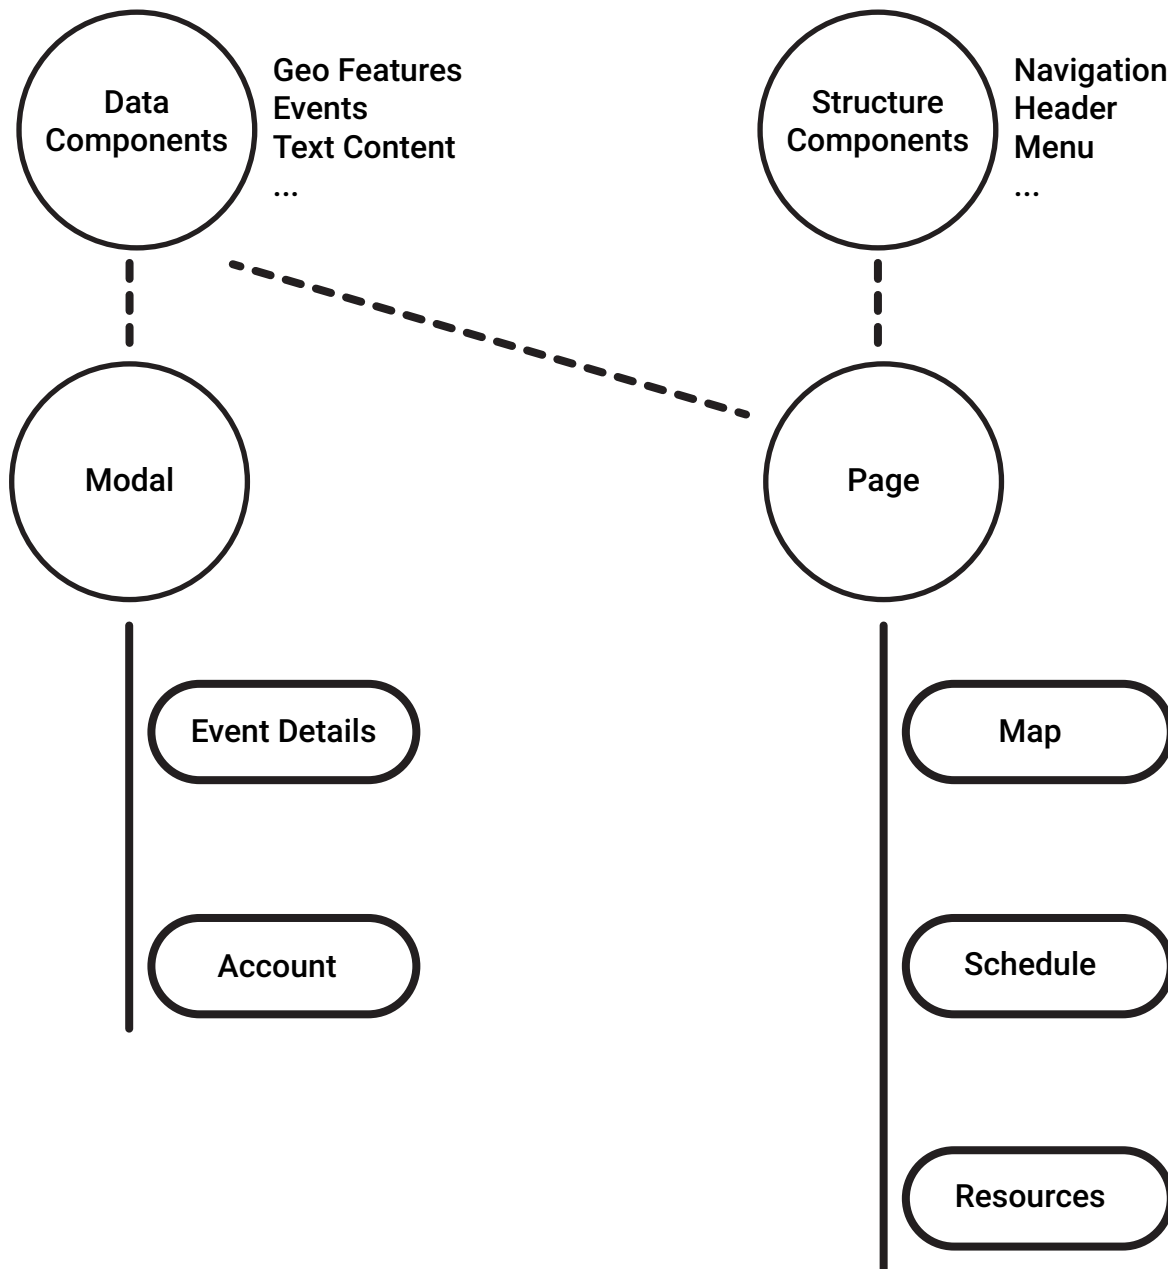 Data
Components
Geo Features
Events
Text Content
...
Structure
Components
Navigation
Header
Menu
...
Modal
Page
Event Details
Map
Account
Schedule
Resources